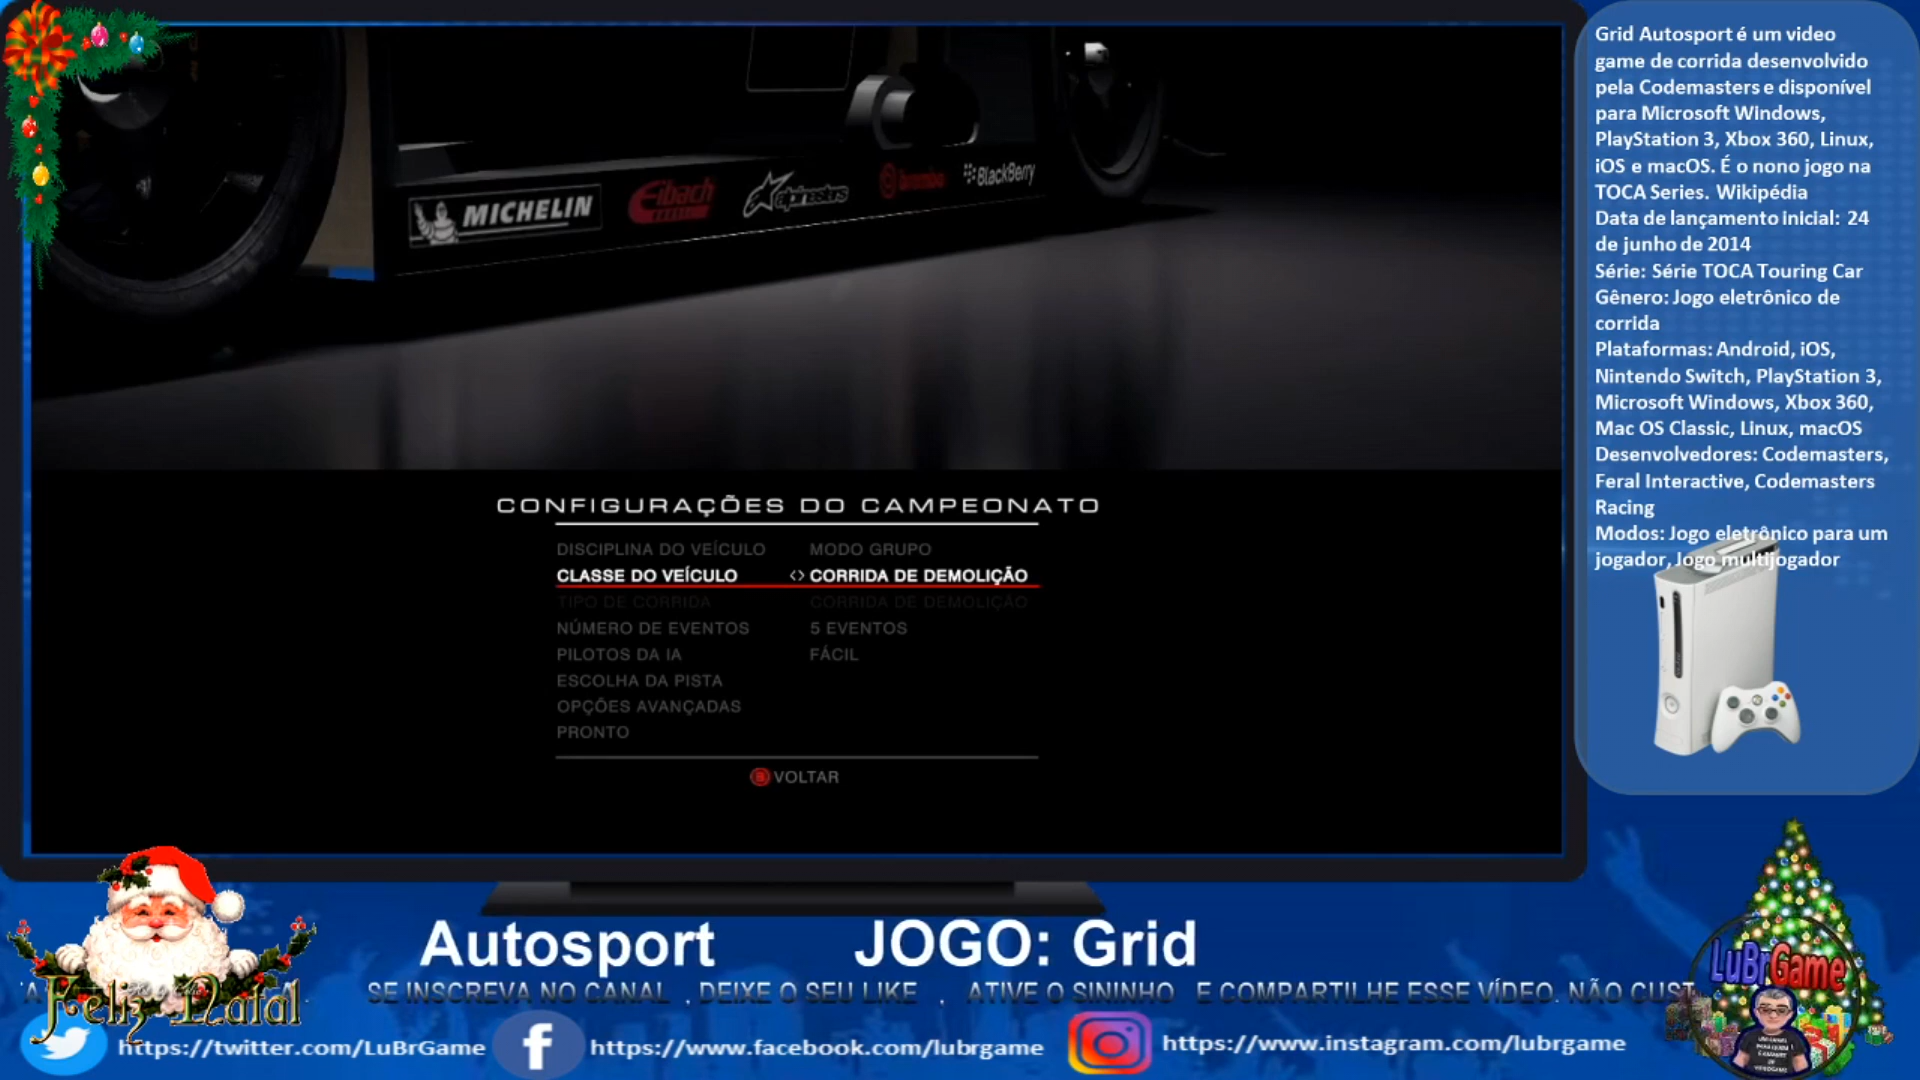 MICHELIN
Eibach
alpinestars
brembo
BlackBerry
CONFIGURAÇÕES DO CAMPEONATO
DISCIPLINA DO VEÍCULO MODO GRUPO
CLASSE DO VEÍCULO <> CORRIDA DE DEMOLIÇÃO
TIPO DE CORRIDA CORRIDA DE DEMOLIÇÃO
NÚMERO DE EVENTOS 5 EVENTOS
PILOTOS DA IA FÁCIL
ESCOLHA DA PISTA
OPÇÕES AVANÇADAS
PRONTO
B VOLTAR
Grid Autosport é um video
game de corrida desenvolvido
pela Codemasters e disponível
para Microsoft Windows,
PlayStation 3, Xbox 360, Linux,
iOS e macOS. É o nono jogo na
TOCA Series. Wikipédia
Data de lançamento inicial: 24
de junho de 2014
Série: Série TOCA Touring Car
Gênero: Jogo eletrônico de
corrida
Plataformas: Android, iOS,
Nintendo Switch, PlayStation 3,
Microsoft Windows, Xbox 360,
Mac OS Classic, Linux, macOS
Desenvolvedores: Codemasters,
Feral Interactive, Codemasters
Racing
Modos: Jogo eletrônico para um
jogador, Jogo multijogador
Autosport JOGO: Grid
SE INSCREVA NO CANAL , DEIXE O SEU LIKE , ATIVE O SININHO E COMPARTILHE ESSE VÍDEO. NÃO CUST
Feliz Natal
LuBrGame
https://twitter.com/LuBrGame
https://www.facebook.com/lubrgame
https://www.instagram.com/lubrgame